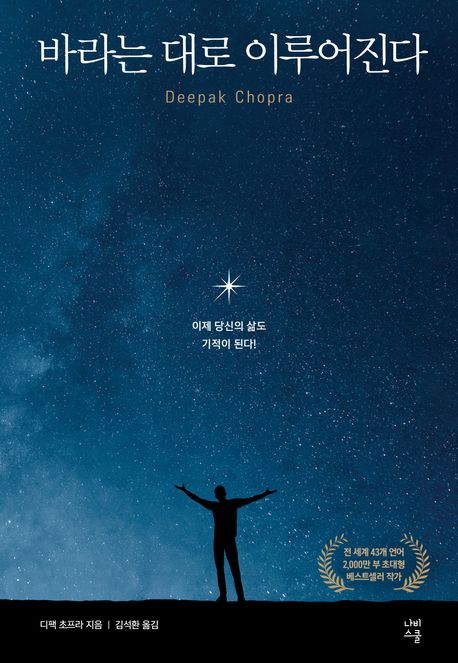 바라는 대로 이루어진다
Deepak Chopra
이제 당신의 삶도
기적이 된다!
전 세계 43개 언어
2,000만 부 초대형
베스트셀러 작가
디팩 초프라 지음 | 김석환 옮김
나비
스쿨